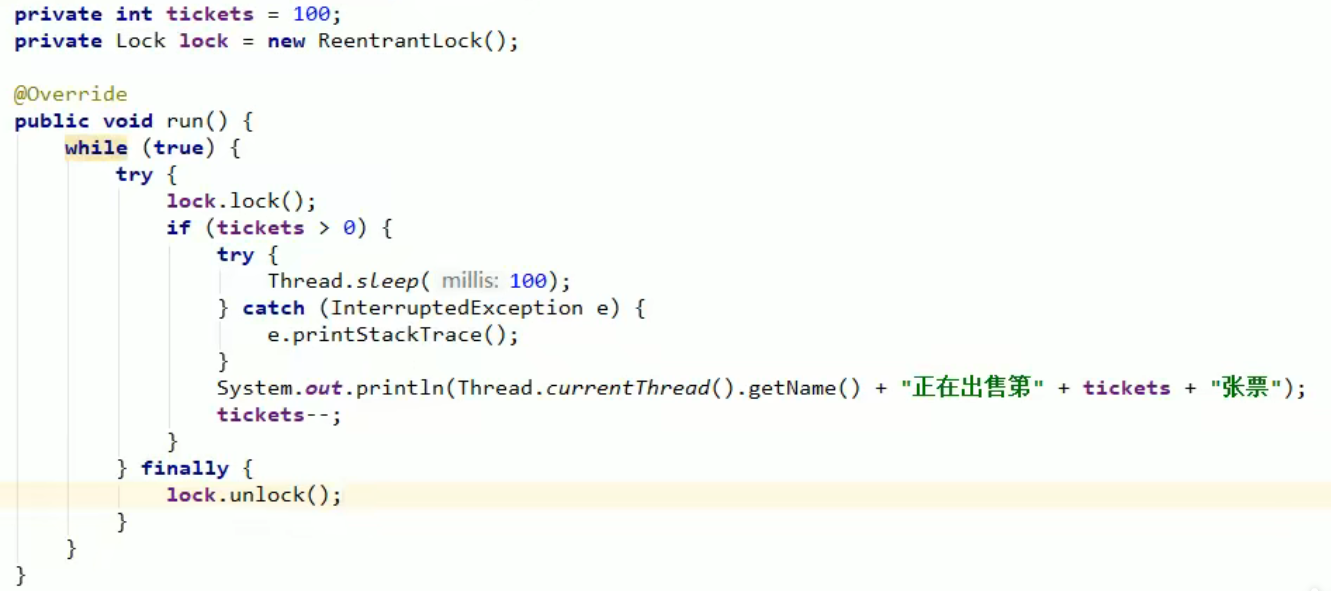 private int tickets = 100;
private Lock lock = new ReentrantLock();
@Override
public void run() {
while (true) {
try {
lock.lock();
if (tickets > 0) {
try {
Thread.sleep( millis: 100);
} catch (InterruptedException e) {
e.printStackTrace();
}
System.out.println(Thread.currentThread().getName() + "正在出售第" + tickets + "张票");
tickets--;
}
} finally {
lock.unlock();
}
}
}